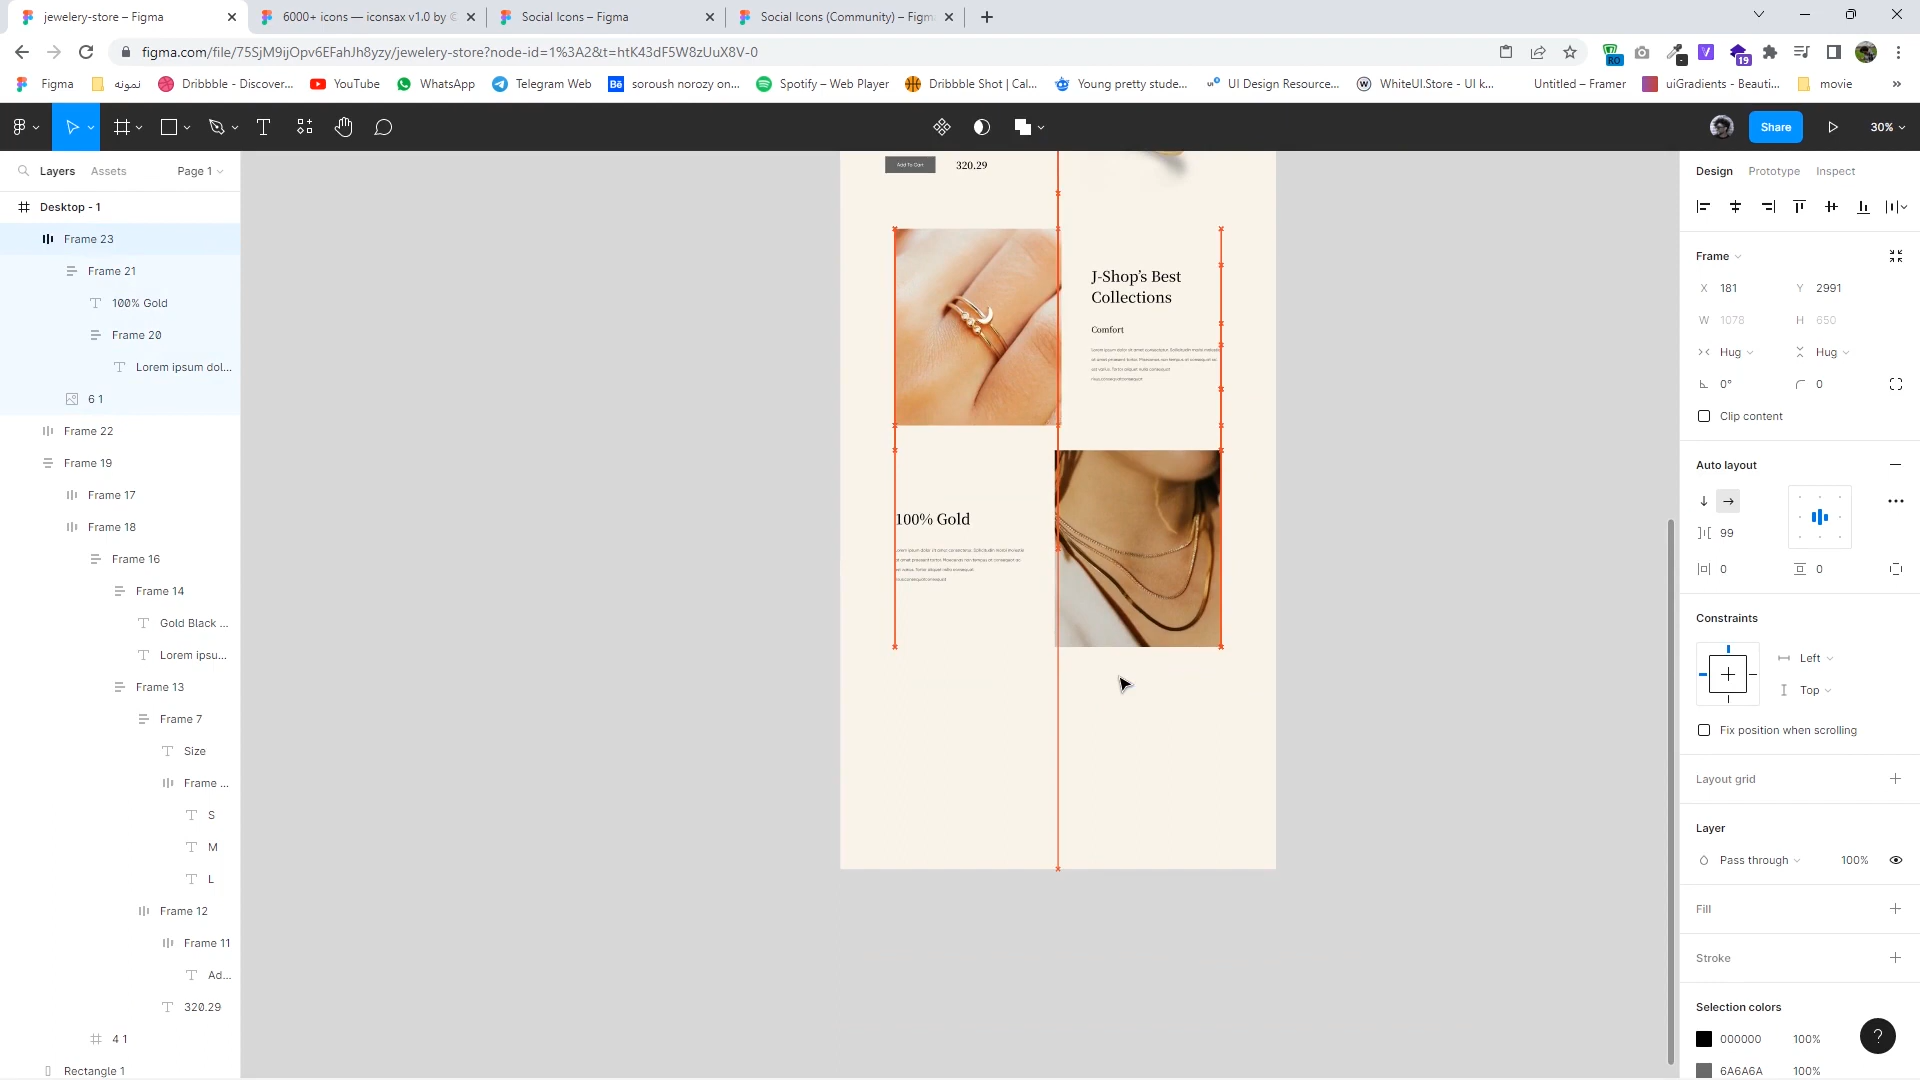 jewelery-store – Figma
6000+ icons — iconsax v1.0 by
Social Icons – Figma
Social Icons (Community) – Figm
figma.com/file/75SjM9ijOpv6EFahJh8yzy/jewelery-store?node-id=1%3A2&t=htK43dF5W8zUuX8V-0
RO
19
Figma
نمونه
Dribbble - Discover...
YouTube
WhatsApp
Telegram Web
Bē
soroush norozy on...
Spotify – Web Player
Dribbble Shot | Cal...
Young pretty stude...
UI Design Resource...
WhiteUI.Store - UI k...
Untitled – Framer
uiGradients - Beauti...
movie
Share
30%
Layers
Assets
Page 1
Desktop - 1
Frame 23
Frame 21
100% Gold
Frame 20
Lorem ipsum dol...
6 1
Frame 22
Frame 19
Frame 17
Frame 18
Frame 16
Frame 14
Gold Black ...
Lorem ipsu...
Frame 13
Frame 7
Size
Frame ...
S
M
L
Frame 12
Frame 11
Ad...
320.29
4 1
Rectangle 1
Add To Cart
320.29
J-Shop's Best
Collections
Comfort
100% Gold
Design
Prototype
Inspect
Frame
X 181
Y 2991
W 1078
H 650
Hug
Hug
0°
0
Clip content
Auto layout
99
0
0
Constraints
Left
Top
Fix position when scrolling
Layout grid
Layer
Pass through
100%
Fill
Stroke
Selection colors
000000
100%
6A6A6A
100%
?